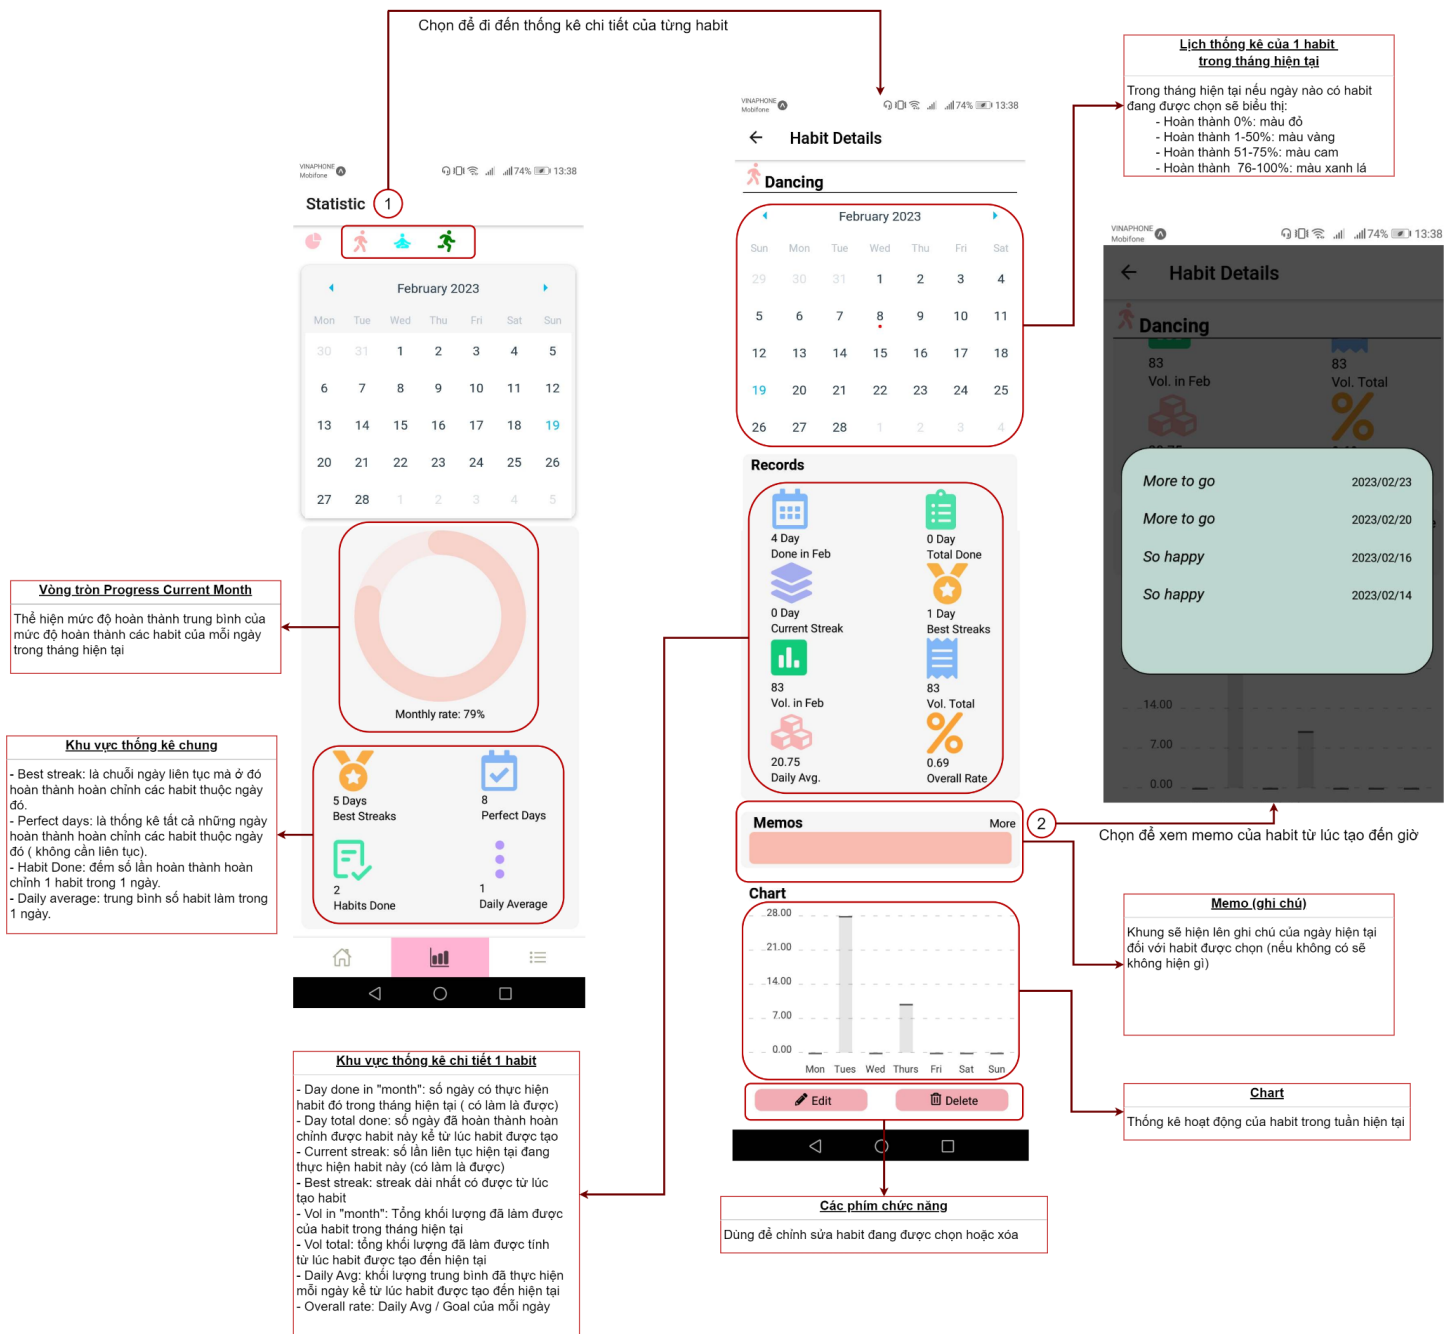 Chọn để đi đến thống kê chi tiết của từng habit
Lịch thống kê của 1 habit
trong tháng hiện tại
Trong tháng hiện tại nếu ngày nào có habit
đang được chọn sẽ biểu thị:
- Hoàn thành 0%: màu đỏ
- Hoàn thành 1-50%: màu vàng
- Hoàn thành 51-75%: màu cam
- Hoàn thành 76-100%: màu xanh lá
VINAPHONE
Mobifone
74% 13:38
Statistic
1
February 2023
Mon Tue Wed Thu Fri Sat Sun
30 31 1 2 3 4 5
6 7 8 9 10 11 12
13 14 15 16 17 18 19
20 21 22 23 24 25 26
27 28 1 2 3 4 5
Monthly rate: 79%
5 Days
Best Streaks
8
Perfect Days
2
Habits Done
1
Daily Average
Vòng tròn Progress Current Month
Thể hiện mức độ hoàn thành trung bình của
mức độ hoàn thành các habit của mỗi ngày
trong tháng hiện tại
Khu vực thống kê chung
- Best streak: là chuỗi ngày liên tục mà ở đó
hoàn thành hoàn chỉnh các habit thuộc ngày
đó.
- Perfect days: là thống kê tất cả những ngày
hoàn thành hoàn chỉnh các habit thuộc ngày
đó ( không cần liên tục).
- Habit Done: đếm số lần hoàn thành hoàn
chỉnh 1 habit trong 1 ngày.
- Daily average: trung bình số habit làm trong
1 ngày.
Khu vực thống kê chi tiết 1 habit
- Day done in "month": số ngày có thực hiện
habit đó trong tháng hiện tại ( có làm là được)
- Day total done: số ngày đã hoàn thành hoàn
chỉnh được habit này kể từ lúc habit được tạo
- Current streak: số lần liên tục hiện tại đang
thực hiện habit này (có làm là được)
- Best streak: streak dài nhất có được từ lúc
tạo habit
- Vol in "month": Tổng khối lượng đã làm được
của habit trong tháng hiện tại
- Vol total: tổng khối lượng đã làm được tính
từ lúc habit được tạo đến hiện tại
- Daily Avg: khối lượng trung bình đã thực hiện
mỗi ngày kể từ lúc habit được tạo đến hiện tại
- Overall rate: Daily Avg / Goal của mỗi ngày
VINAPHONE
Mobifone
74% 13:38
Habit Details
Dancing
February 2023
Sun Mon Tue Wed Thu Fri Sat
29 30 31 1 2 3 4
5 6 7 8 9 10 11
12 13 14 15 16 17 18
19 20 21 22 23 24 25
26 27 28 1 2 3 4
Records
4 Day
Done in Feb
0 Day
Total Done
0 Day
Current Streak
1 Day
Best Streaks
83
Vol. in Feb
83
Vol. Total
20.75
Daily Avg.
0.69
Overall Rate
Memos
More
2
Chart
28.00
21.00
14.00
7.00
0.00
Mon Tues Wed Thurs Fri Sat Sun
Edit
Delete
Các phím chức năng
Dùng để chỉnh sửa habit đang được chọn hoặc xóa
VINAPHONE
Mobifone
74% 13:38
Habit Details
Dancing
83
Vol. in Feb
83
Vol. Total
More to go 2023/02/23
More to go 2023/02/20
So happy 2023/02/16
So happy 2023/02/14
14.00
7.00
0.00
Chọn để xem memo của habit từ lúc tạo đến giờ
Memo (ghi chú)
Khung sẽ hiện lên ghi chú của ngày hiện tại
đối với habit được chọn (nếu không có sẽ
không hiện gì)
Chart
Thống kê hoạt động của habit trong tuần hiện tại